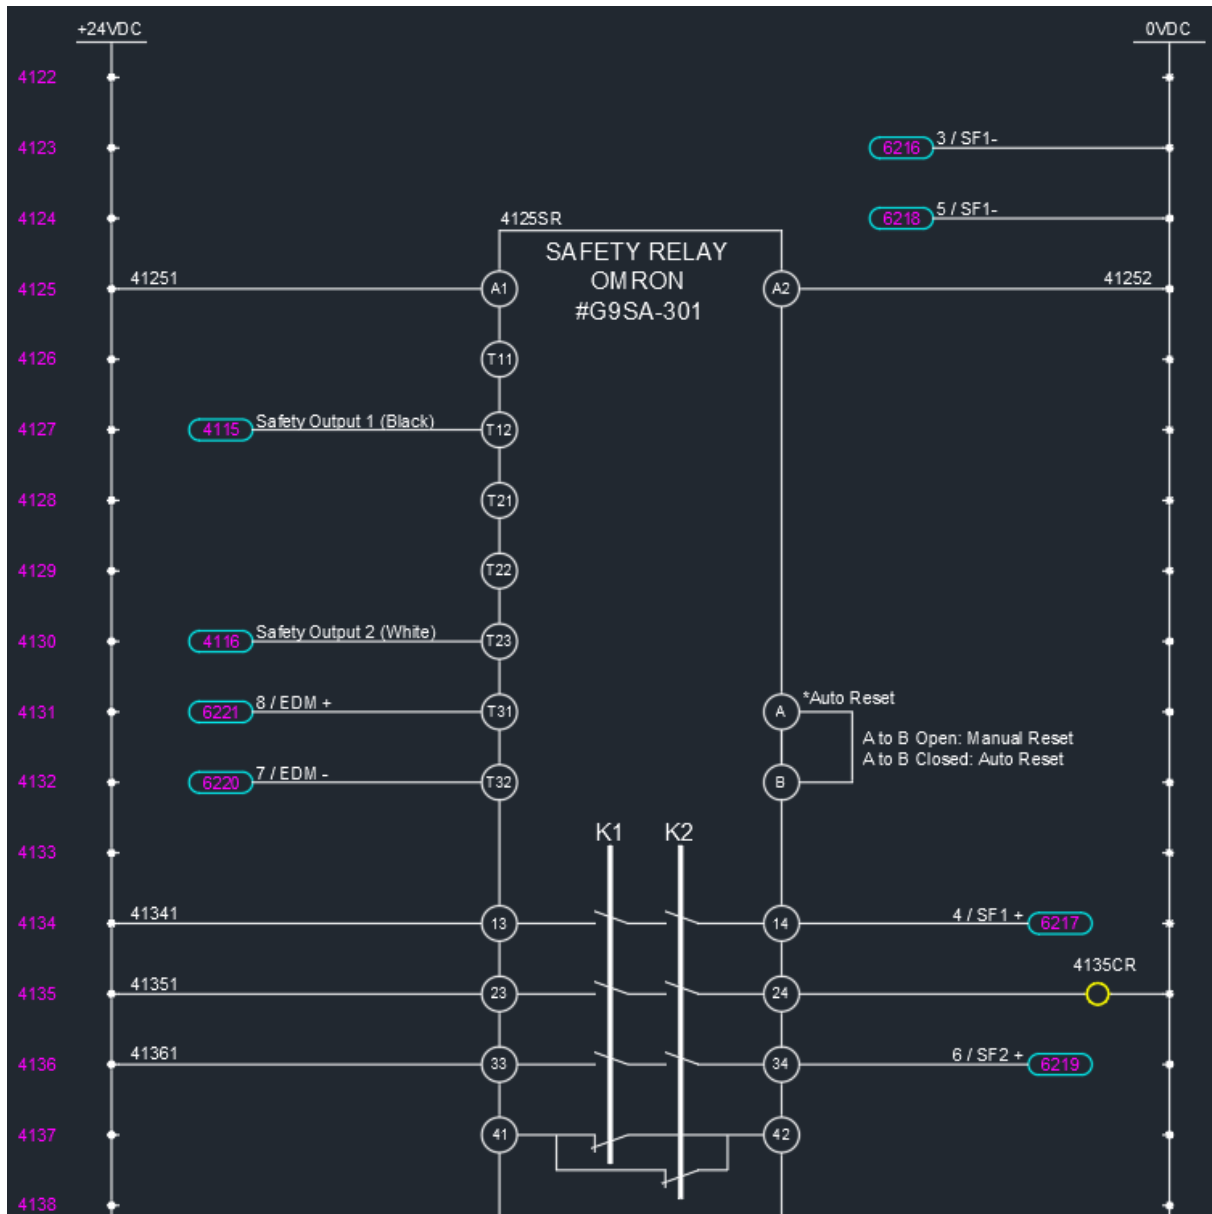 +24VDC 0VDC
4122
4123 6216 3 / SF1-
4124 6218 5 / SF1-
4125SR
SAFETY RELAY
OMRON
#G9SA-301
4125 41251 A1 A2 41252
4126 T11
4127 4115 Safety Output 1 (Black) T12
4128 T21
4129 T22
4130 4116 Safety Output 2 (White) T23
4131 6221 8 / EDM + T31 A *Auto Reset
A to B Open: Manual Reset
A to B Closed: Auto Reset
4132 6220 7 / EDM - T32 B
K1 K2
4133
4134 41341 13 14 4 / SF1 + 6217
4135CR
4135 41351 23 24
4136 41361 33 34 6 / SF2 + 6219
4137 41 42
4138